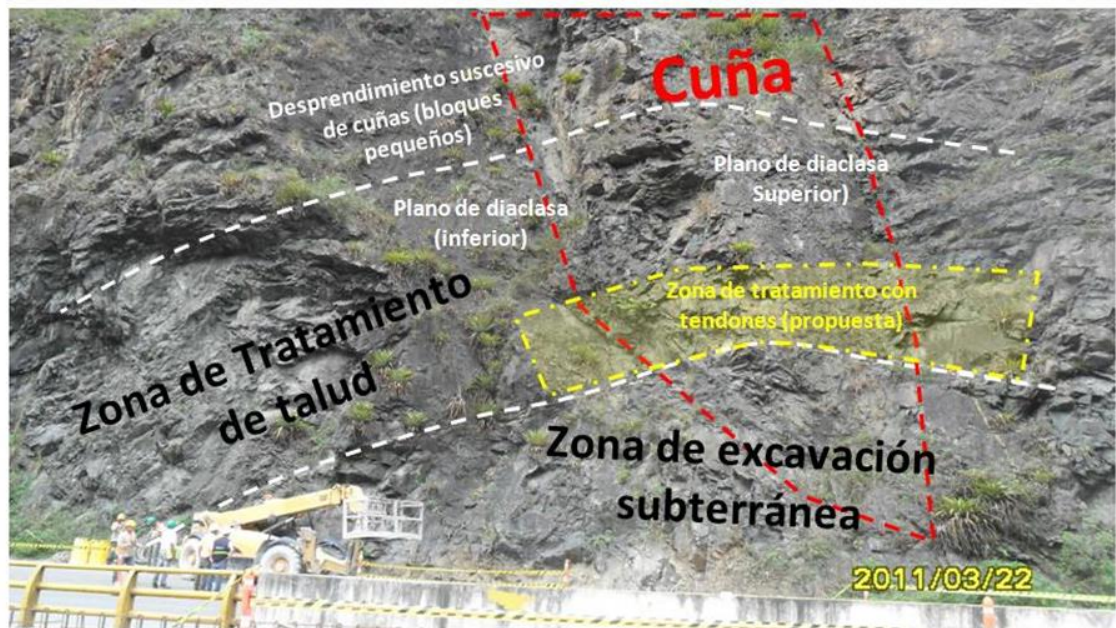 Cuña
Desprendimiento suscesivo
de cuñas (bloques
pequeños)
Plano de diaclasa
Superior)
Plano de diaclasa
(inferior)
Zona de tratamiento con
tendones (propuesta)
Zona de Tratamiento
de talud
Zona de excavación
subterránea
2011/03/22